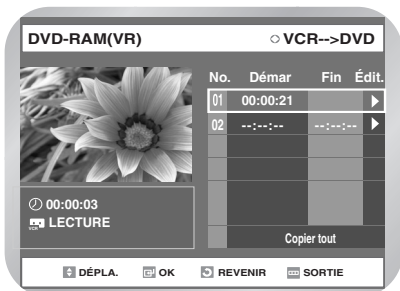 DVD-RAM(VR) VCR-->DVD
No. Démar Fin Édit.
01 00:00:21
02 --:--:-- --:--:--
00:00:03
VCR LECTURE
Copier tout
DÉPLA. OK REVENIR SORTIE